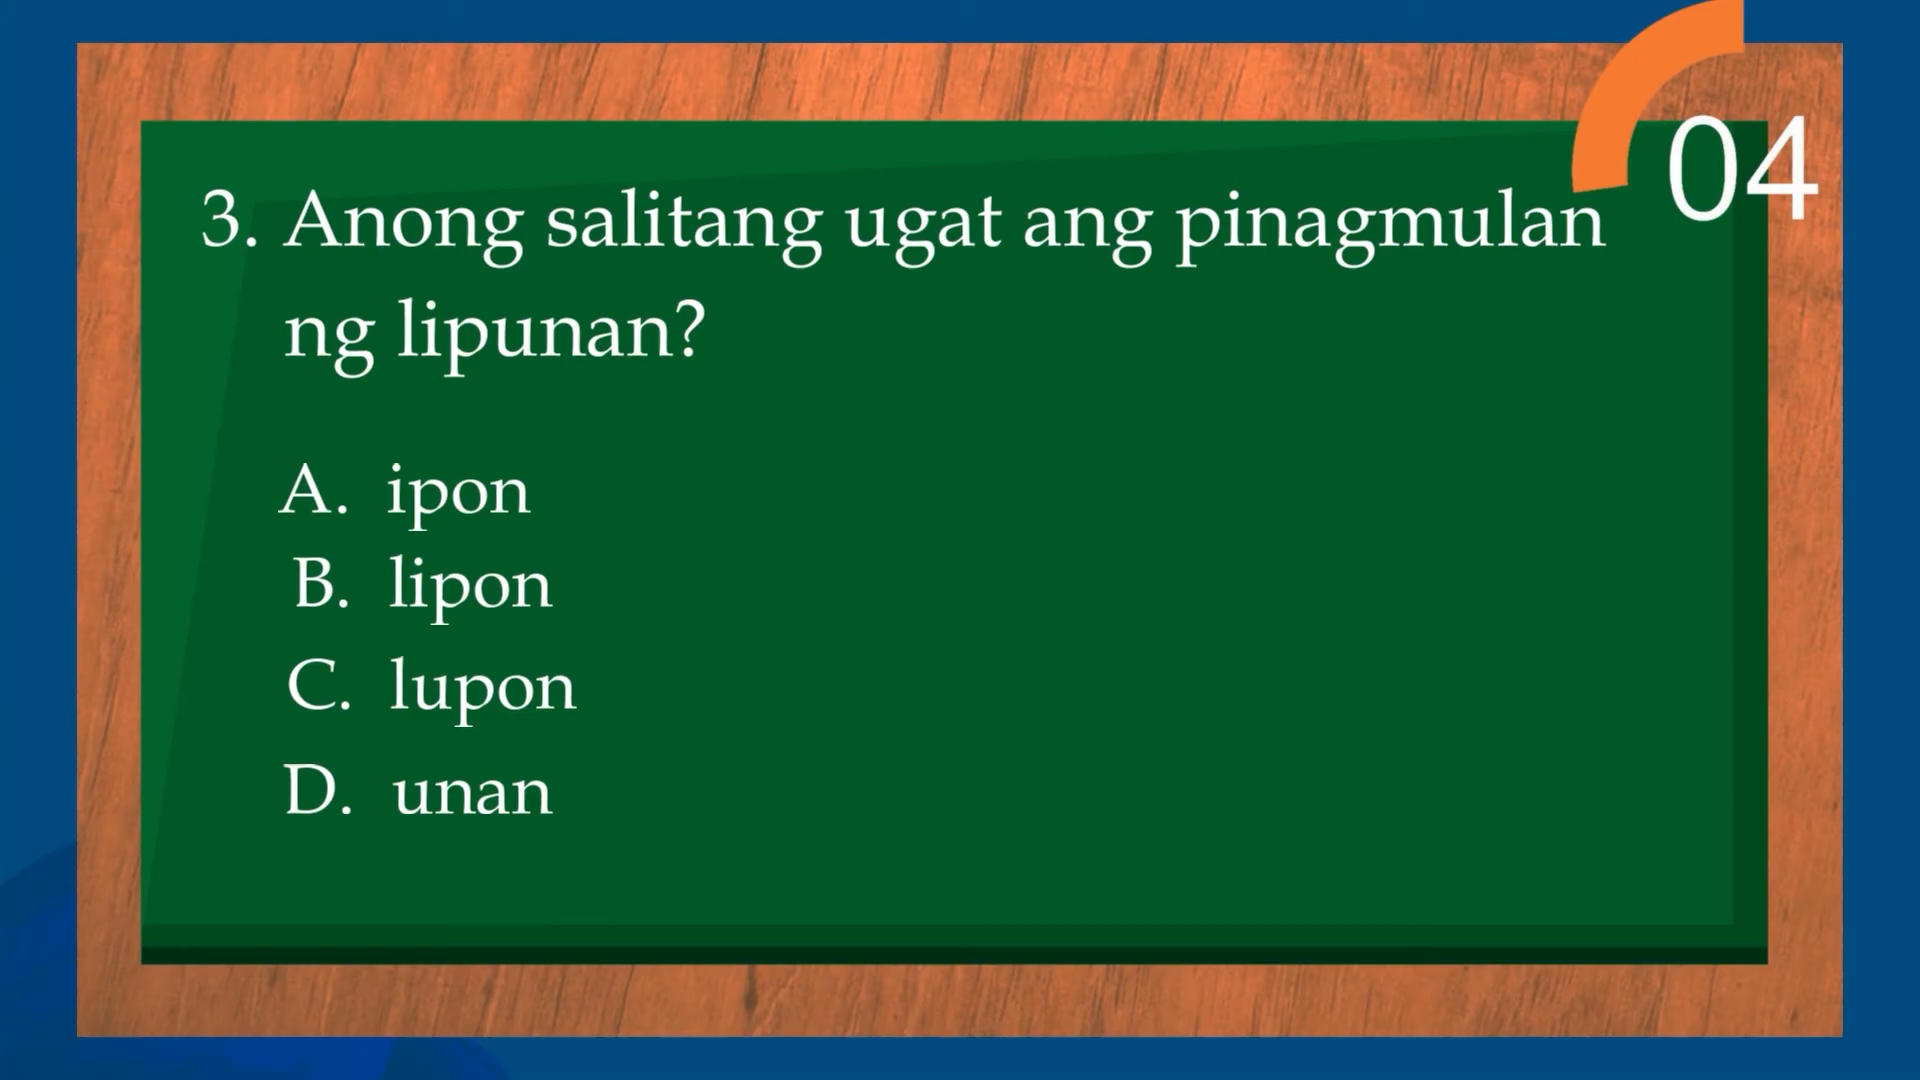 04
3. Anong salitang ugat ang pinagmulan
ng lipunan?
A. ipon
B. lipon
C. lupon
D. unan